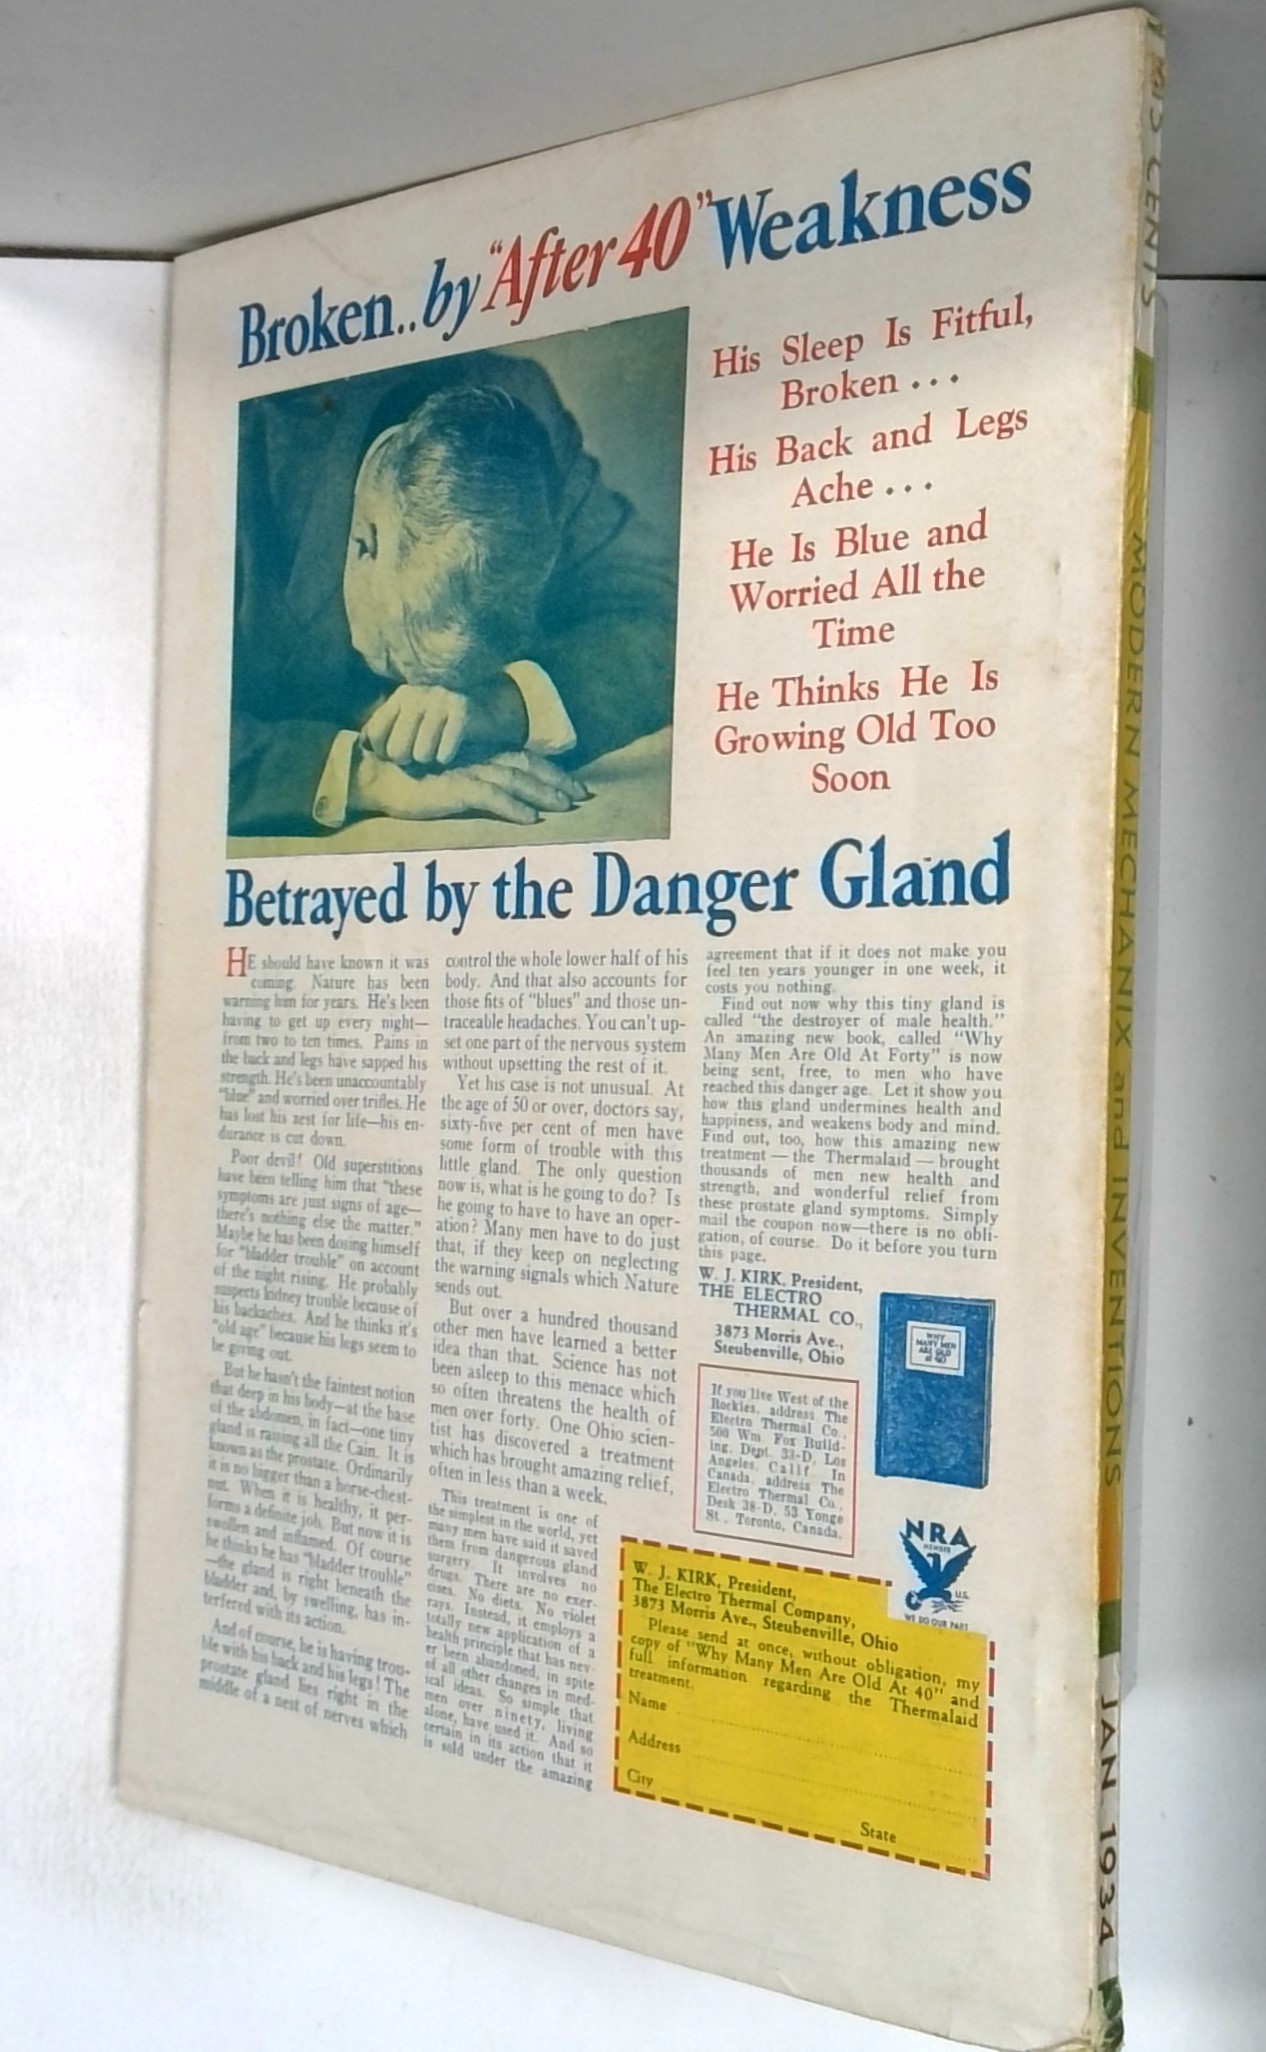 Broken.. by "After 40" Weakness
His Sleep Is Fitful,
Broken . . .
His Back and Legs
Ache . . .
He Is Blue and
Worried All the
Time
He Thinks He Is
Growing Old Too
Soon
Betrayed by the Danger Gland
HE should have known it was
coming. Nature has been
warning him for years. He's been
having to get up every night—
from two to ten times. Pains in
the back and legs have sapped his
strength. He's been unaccountably
"blue" and worried over trifles. He
has lost his zest for life—his en-
durance is cut down.
Poor devil! Old superstitions
have been telling him that "these
symptoms are just signs of age—
there's nothing else the matter."
Maybe he has been dosing himself
for "bladder trouble" on account
of the night rising. He probably
suspects kidney trouble because of
his backaches. And he thinks it's
"old age" because his legs seem to
be giving out.
But he hasn't the faintest notion
that deep in his body—at the base
of the abdomen, in fact—one tiny
gland is raising all the Cain. It is
known as the prostate. Ordinarily
it is no bigger than a horse-chest-
nut. When it is healthy, it per-
forms a definite job. But now it is
swollen and inflamed. Of course
he thinks he has "bladder trouble"
—the gland is right beneath the
bladder and, by swelling, has in-
terfered with its action.
And of course, he is having trou-
ble with his back and his legs! The
prostate gland lies right in the
middle of a nest of nerves which
control the whole lower half of his
body. And that also accounts for
those fits of "blues" and those un-
traceable headaches. You can't up-
set one part of the nervous system
without upsetting the rest of it.
Yet his case is not unusual. At
the age of 50 or over, doctors say,
sixty-five per cent of men have
some form of trouble with this
little gland. The only question
now is, what is he going to do? Is
he going to have to have an oper-
ation? Many men have to do just
that, if they keep on neglecting
the warning signals which Nature
sends out.
But over a hundred thousand
other men have learned a better
idea than that. Science has not
been asleep to this menace which
so often threatens the health of
men over forty. One Ohio scien-
tist has discovered a treatment
which has brought amazing relief,
often in less than a week.
This treatment is one of
the simplest in the world, yet
many men have said it saved
them from dangerous gland
surgery. It involves no
drugs. There are no exer-
cises. No diets. No violet
rays. Instead, it employs a
totally new application of a
health principle that has nev-
er been abandoned, in spite
of all other changes in med-
ical ideas. So simple that
men over ninety, living
alone, have used it. And so
certain in its action that it
is sold under the amazing
agreement that if it does not make you
feel ten years younger in one week, it
costs you nothing.
Find out now why this tiny gland is
called "the destroyer of male health."
An amazing new book, called "Why
Many Men Are Old At Forty" is now
being sent, free, to men who have
reached this danger age. Let it show you
how this gland undermines health and
happiness, and weakens body and mind.
Find out, too, how this amazing new
treatment — the Thermalaid — brought
thousands of men new health and
strength, and wonderful relief from
these prostate gland symptoms. Simply
mail the coupon now—there is no obli-
gation, of course. Do it before you turn
this page.
W. J. KIRK, President,
THE ELECTRO
THERMAL CO.,
3873 Morris Ave.,
Steubenville, Ohio
WHY
MANY MEN
ARE OLD
at 40
If you live West of the
Rockies, address The
Electro Thermal Co.,
500 Wm. Fox Build-
ing, Dept. 38-D, Los
Angeles, Calif. In
Canada, address The
Electro Thermal Co.,
Desk 38-D, 53 Yonge
St., Toronto, Canada.
NRA
MEMBER
U.S.
WE DO OUR PART
W. J. KIRK, President,
The Electro Thermal Company,
3873 Morris Ave., Steubenville, Ohio
Please send at once, without obligation, my
copy of "Why Many Men Are Old At 40" and
full information regarding the Thermalaid
treatment.
Name
Address
City
State
15 CENTS
MODERN MECHANIX and INVENTIONS
JAN 1934